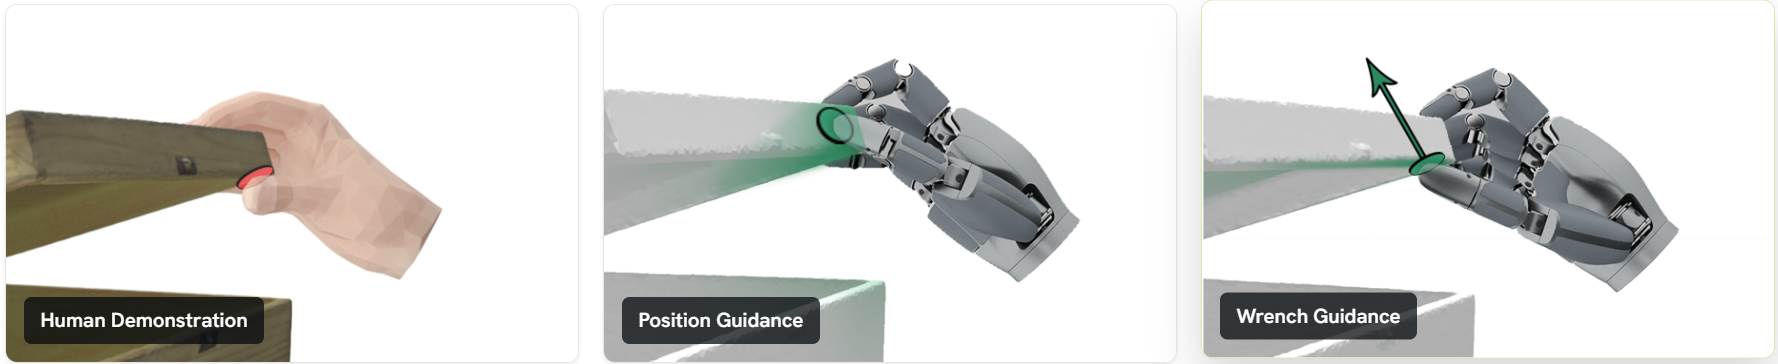 Human Demonstration
Position Guidance
Wrench Guidance